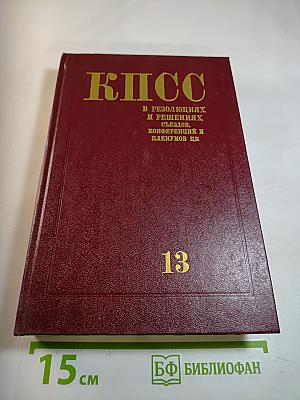 КПСС
В РЕЗОЛЮЦИЯХ
И РЕШЕНИЯХ
СЪЕЗДОВ,
КОНФЕРЕНЦИЙ И
ПЛЕНУМОВ ЦК
13
15 см
БФ БИБЛИОФАН